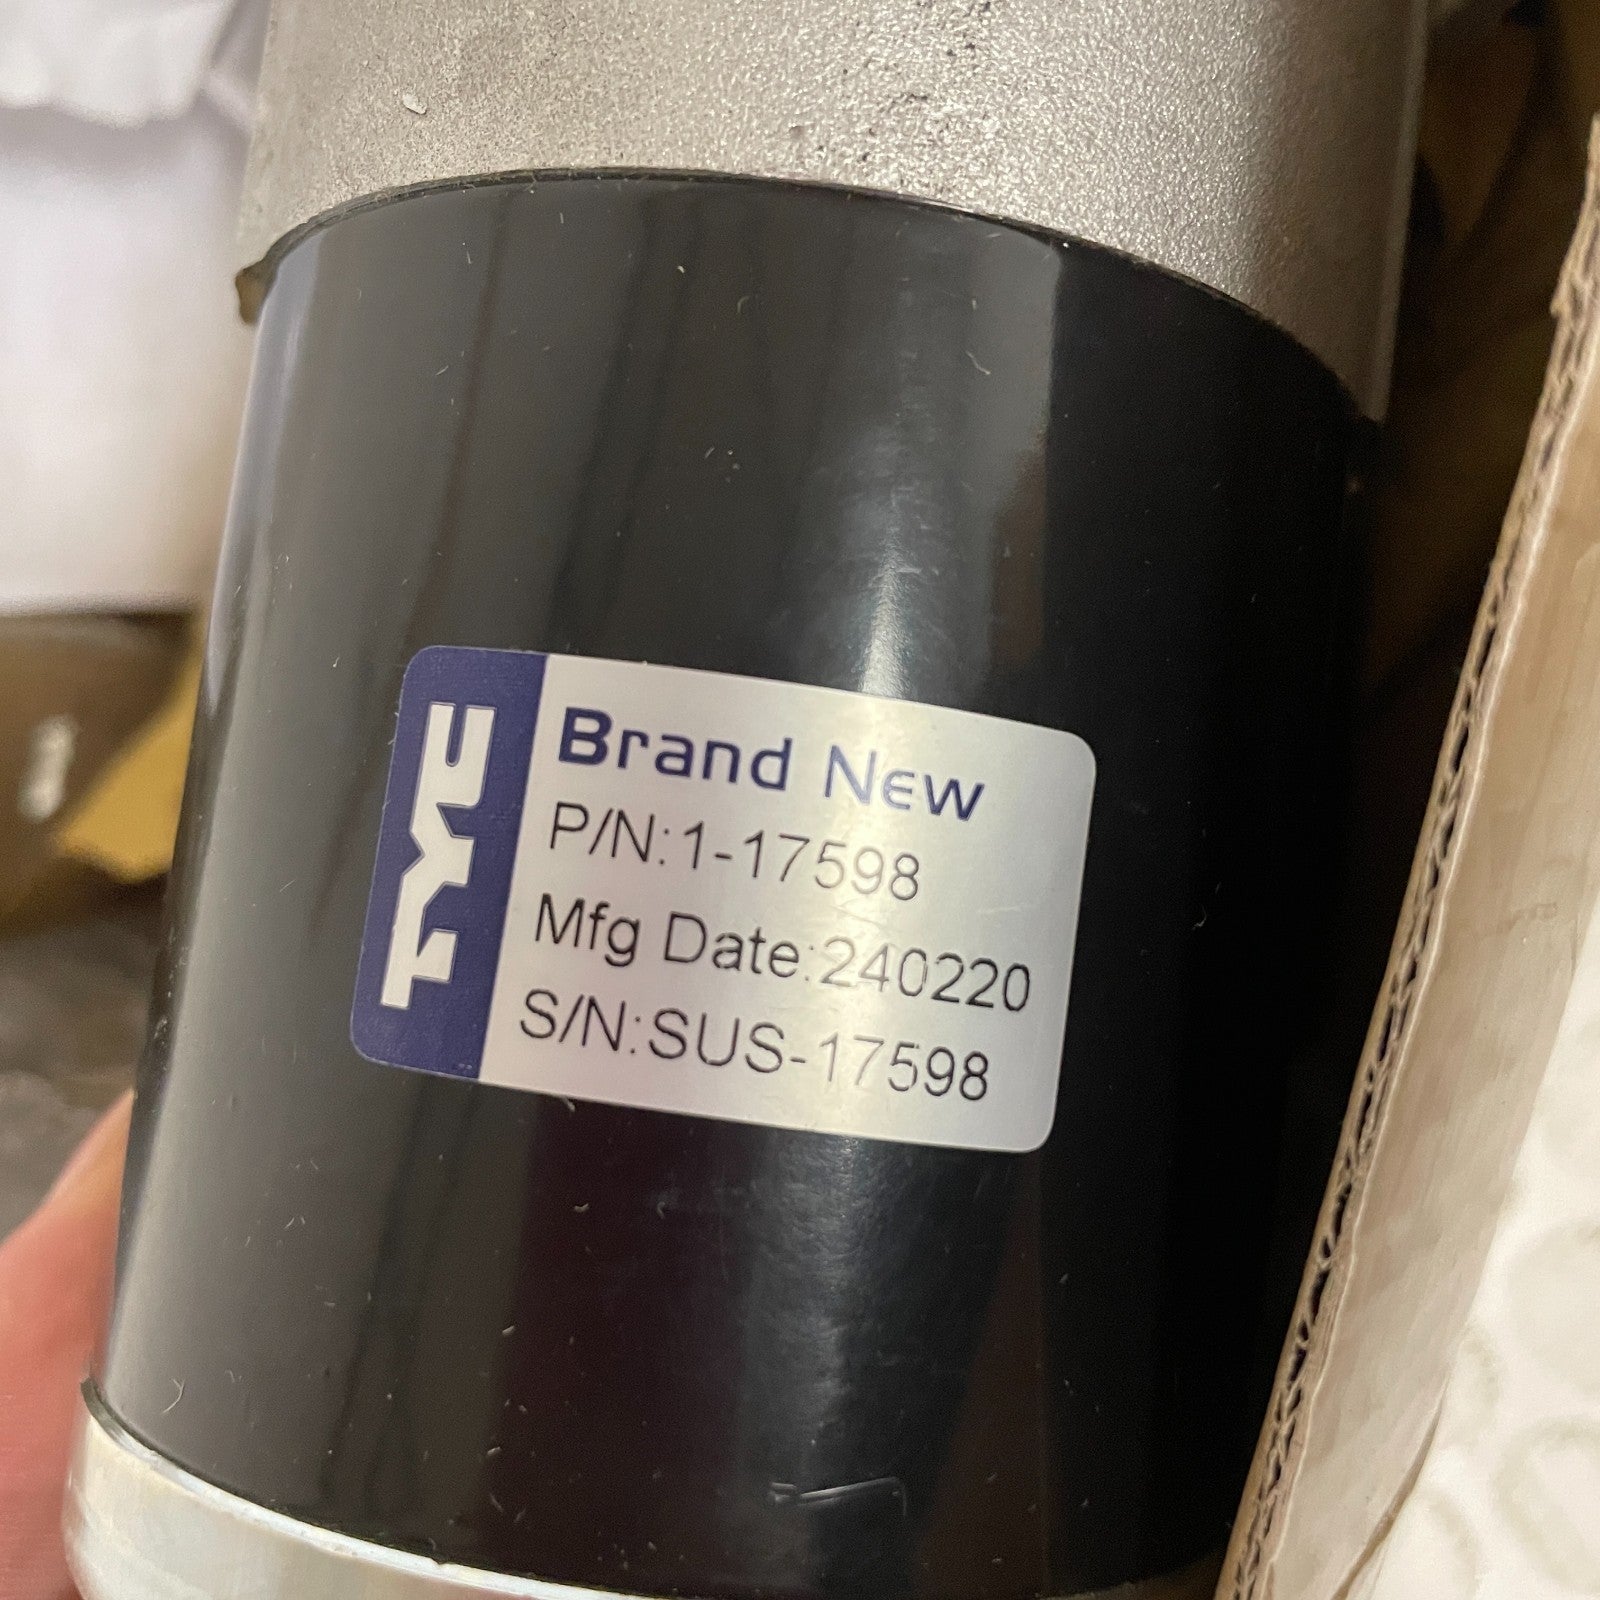 TYC
Brand New
P/N:1-17598
Mfg Date:240220
S/N:SUS-17598